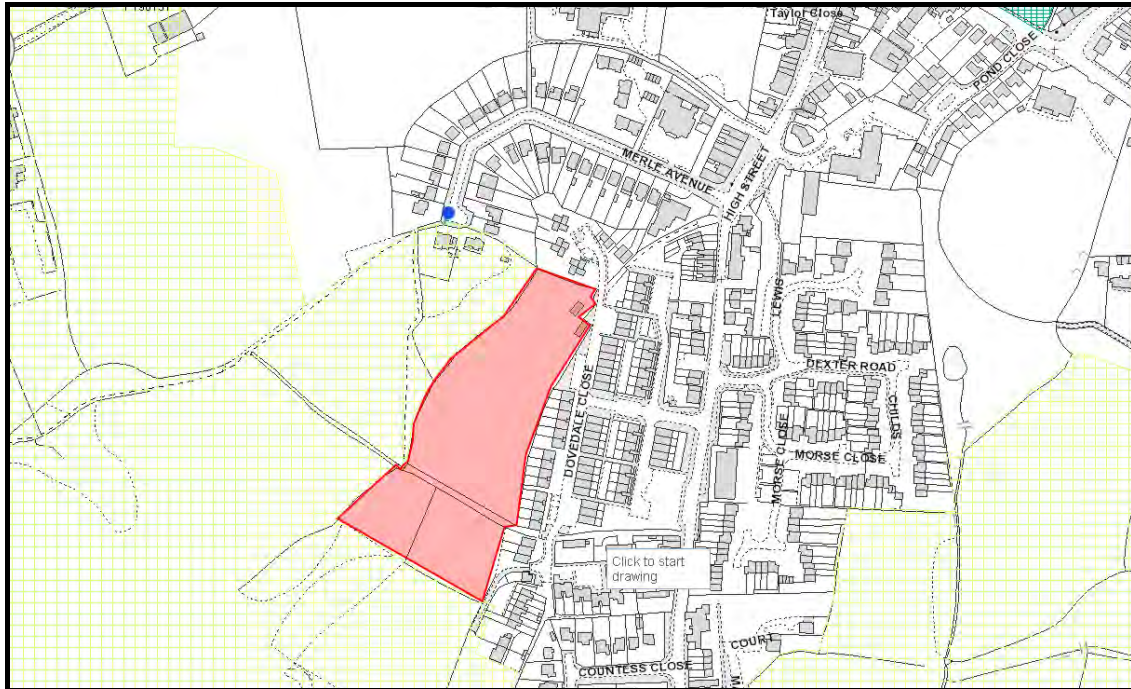 Taylor Close
POND CLOSE
MERLE AVENUE
HIGH STREET
LEWIS
DEXTER ROAD
CHILDS
DOVEDALE CLOSE
MORSE CLOSE
MORSE CLOSE
Click to start
drawing
COURT
COUNTESS CLOSE